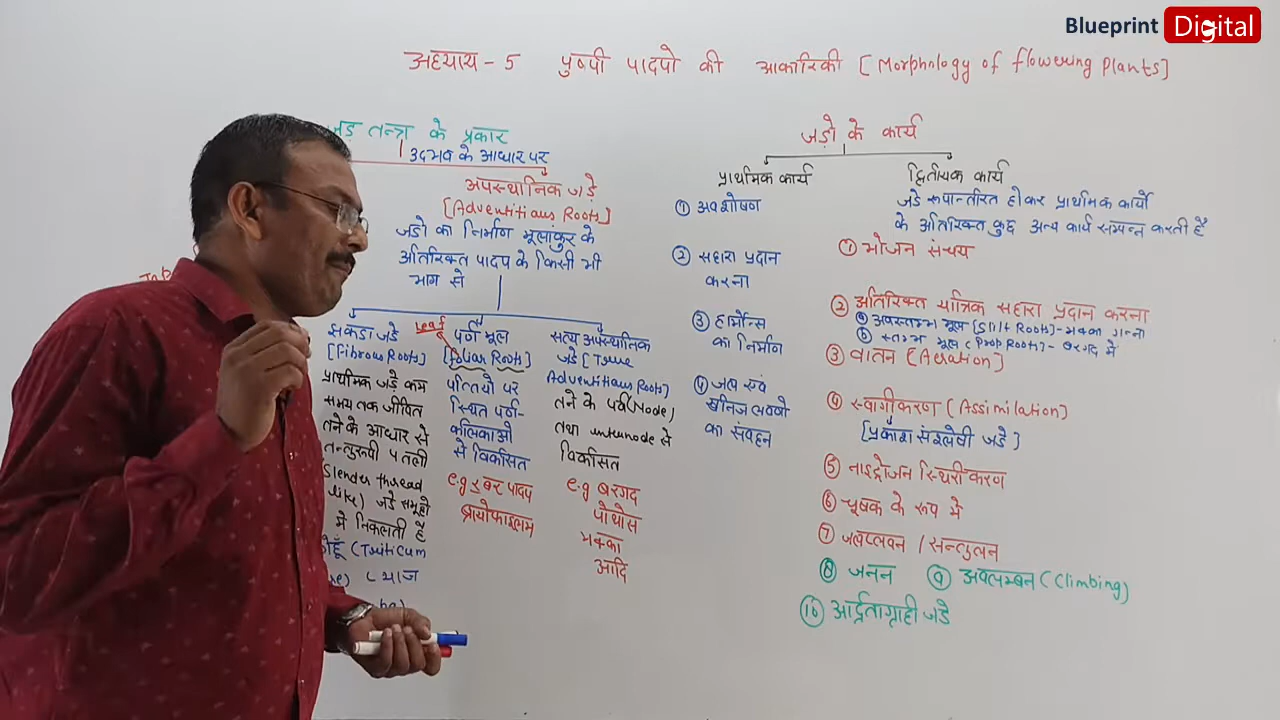 Blueprint Digital
अध्याय - 5 पुष्पी पादपो की आकारिकी [Morphology of flowering plants]
जड तन्त्र के प्रकार
उदभव के आधार पर
अपस्थानिक जड़े
[Adventitious Roots]
जडो का निर्माण मूलांकुर के
अतिरिक्त पादप के किसी भी
भाग से
झकडा जडे
[Fibrous Roots]
प्राथमिक जडे कम
समय तक जीवित
तने के आधार से
तन्तुरूपी पतली
Slender thread
like) जडे समूहो
मे निकलती है
(Triticum
प्याज
Leaf
पर्ण मूल
[foliar Roots]
पत्तियो पर
स्थित पर्ण-
कलिकाओ
से विकसित
e.g रबर पादप
ब्रायोफाइलम
सत्य अपस्थानिक
जडे [True
Adventitious Roots)
तने के पर्व (Node)
तथा internode से
विकसित
e.g बरगद
पोथोस
मक्का
आदि
जड़ो के कार्य
प्राथमिक कार्य
① अवशोषण
② सहारा प्रदान
करना
③ हार्मोन्स
का निर्माण
④ जल एवं
खनिज लवणो
का संवहन
द्वितीयक कार्य
जडे रूपान्तरित होकर प्राथमिक कार्यो
के अतिरिक्त कुछ अन्य कार्य सम्पन्न करती है
① भोजन संचय
② अतिरिक्त यांत्रिक सहारा प्रदान करना
ⓐ अवस्तम्भ मूल [Stilt Roots) - मक्का गन्ना
ⓑ स्तम्भ मूल (Prop Roots) - बरगद मे
③ वातन (Aeration)
④ स्वांगीकरण (Assimilation)
[प्रकाश संश्लेषी जडे]
⑤ नाइट्रोजन स्थिरीकरण
⑥ चूषक के रूप मे
⑦ जलप्लवन / सन्तुलन
⑧ जनन ⑨ अवलम्बन (Climbing)
⑩ आर्द्रताग्राही जडे